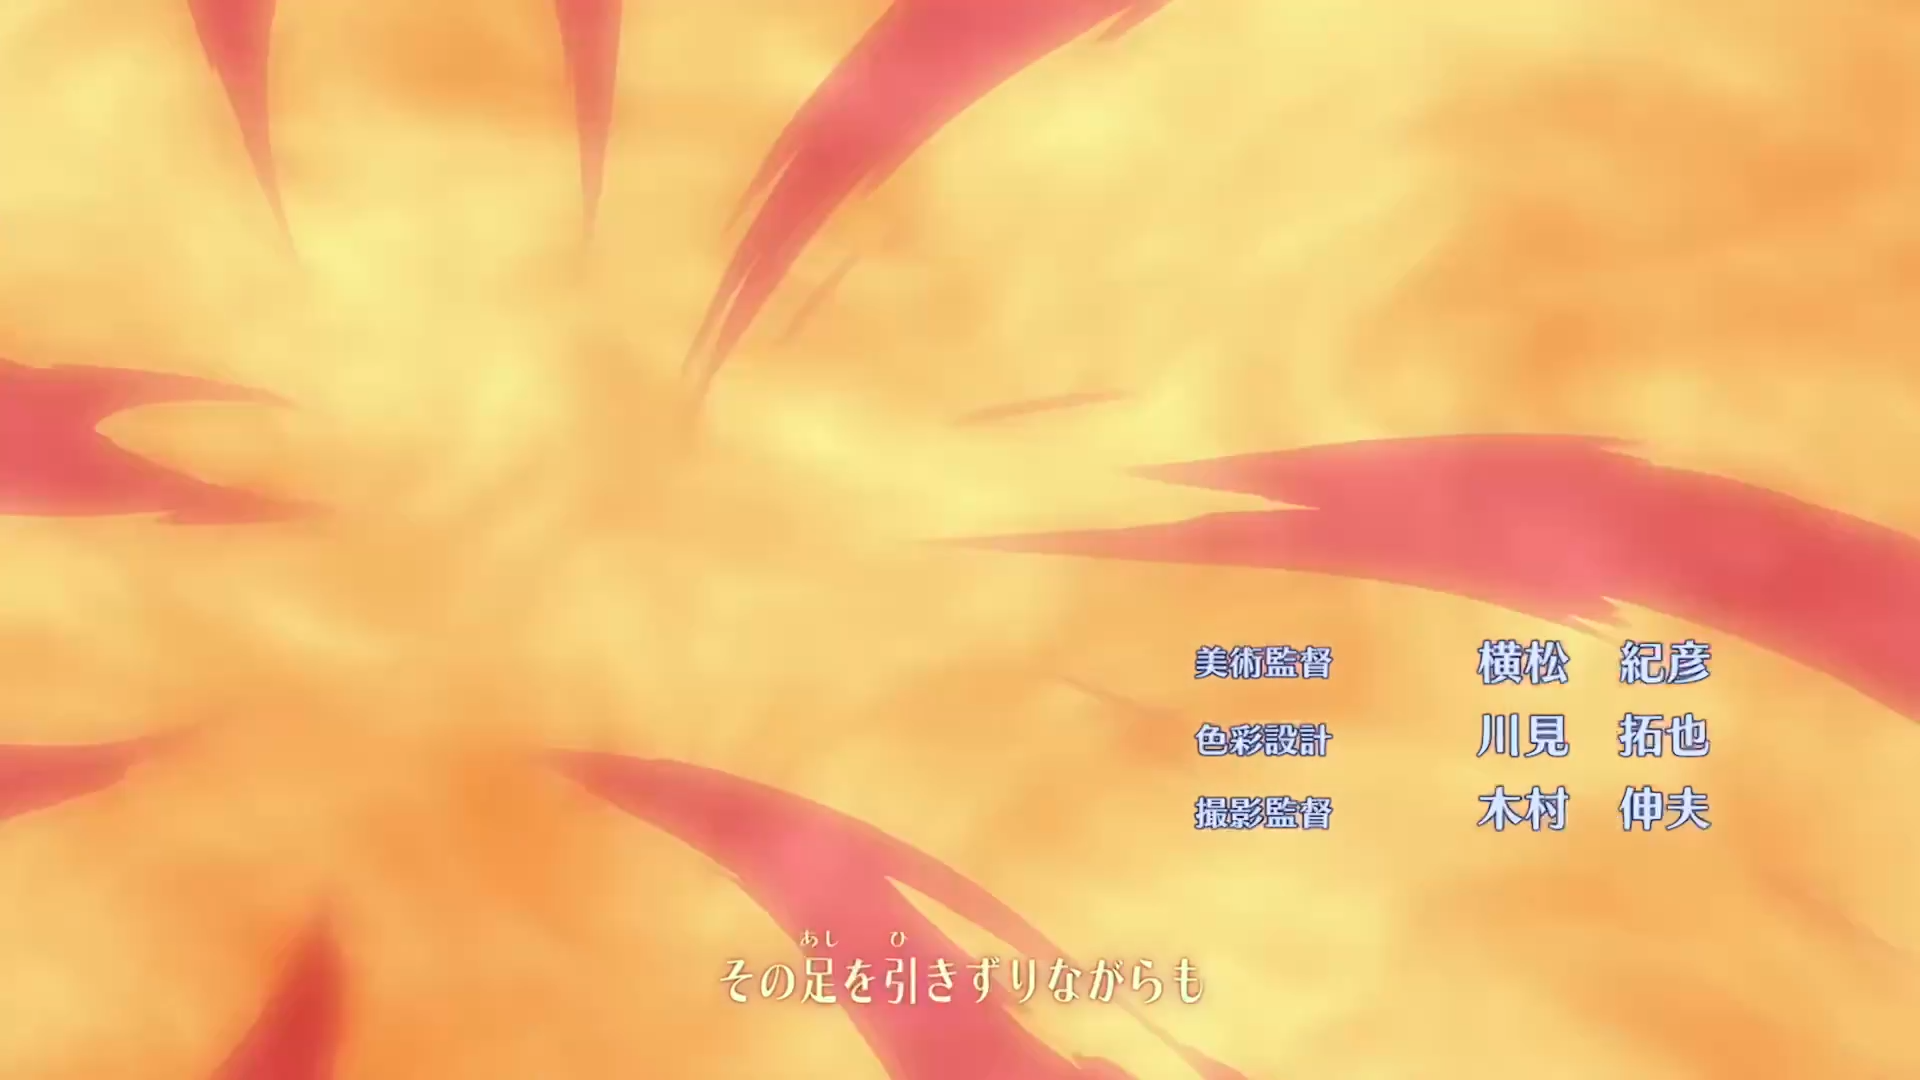 美術監督 横松 紀彦
色彩設計 川見 拓也
撮影監督 木村 伸夫
あし ひ
その足を引きずりながらも